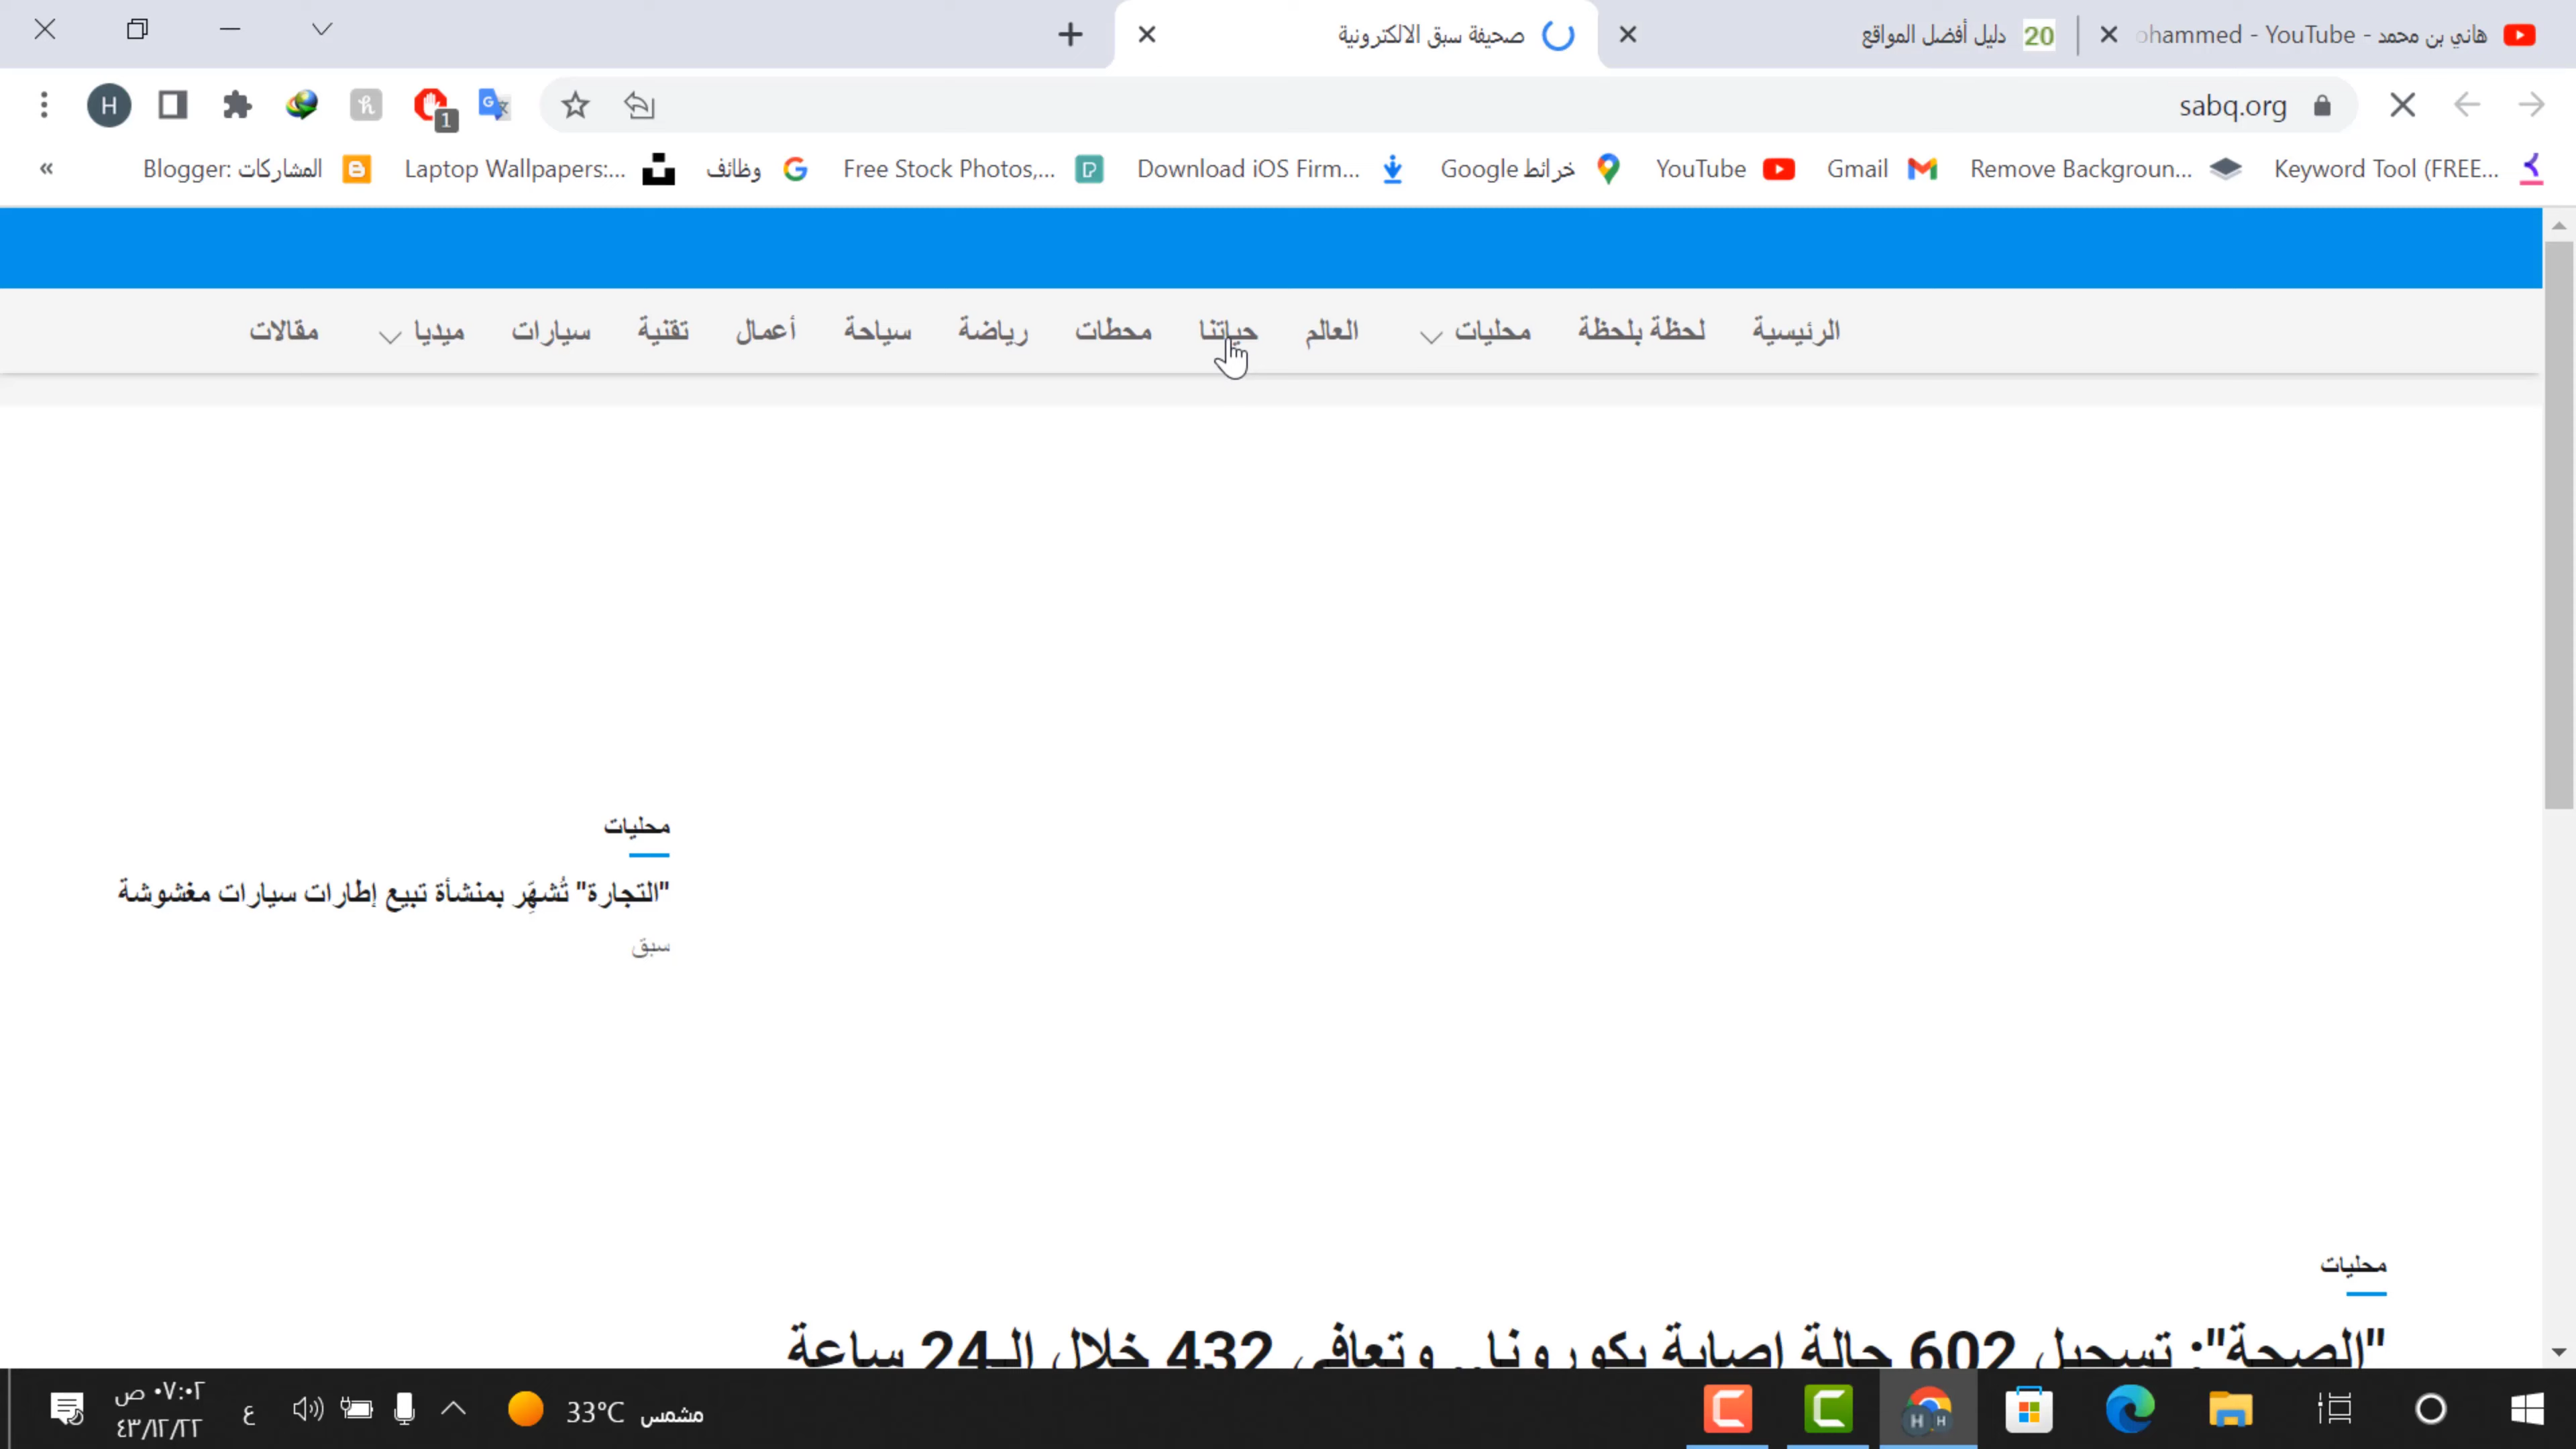 هاني بن محمد - ohammed - YouTube
دليل أفضل المواقع
صحيفة سبق الالكترونية
sabq.org
1
H
Keyword Tool (FREE...
Remove Backgroun...
Gmail
YouTube
خرائط Google
Download iOS Firm...
Free Stock Photos,...
وظائف
Laptop Wallpapers:...
Blogger: المشاركات
»
الرئيسية لحظة بلحظة محليات العالم حياتنا محطات رياضة سياحة أعمال تقنية سيارات ميديا مقالات
محليات
"التجارة" تُشهِّر بمنشأة تبيع إطارات سيارات مغشوشة
سبق
محليات
"الصحة": تسجيل 602 حالة إصابة بكورونا.. وتعافي 432 خلال الـ24 ساعة
33°C مشمس
ع
٠٧:٠٢ ص
٤٣/١٢/٢٢